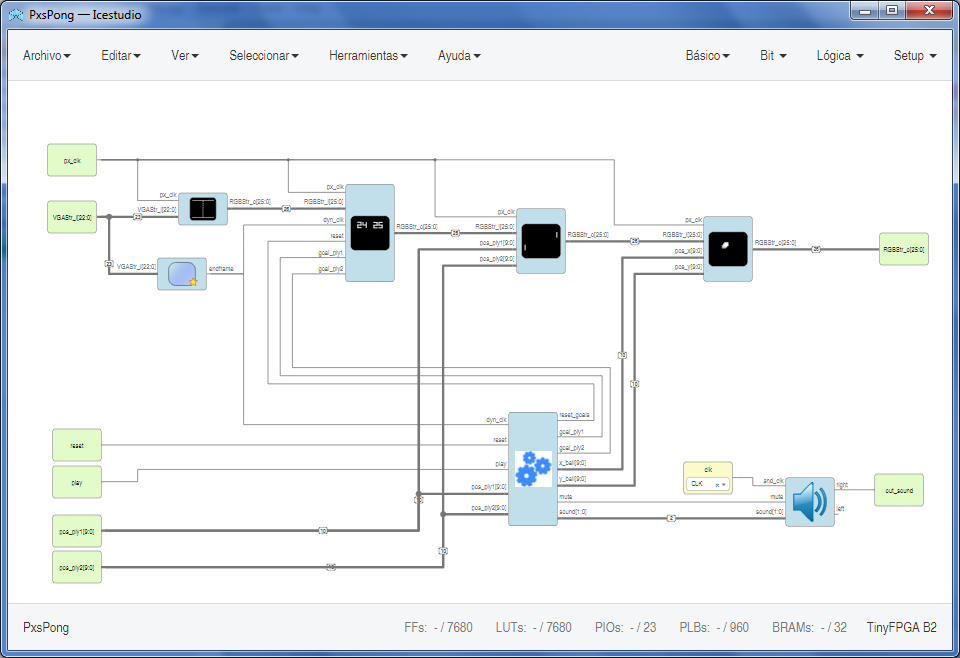 PxsPong — Icestudio
Archivo Editar Ver Seleccionar Herramientas Ayuda Básico Bit Lógica Setup
px_clk
VGAStr_i[22:0]
px_clk
VGAStr_i[22:0]
23
RGBStr_o[25:0]
26
23
VGAStr_i[22:0]
endframe
px_clk
RGBStr_i[25:0]
dyn_clk
reset
goal_ply1
goal_ply2
24 25
RGBStr_o[25:0]
26
px_clk
RGBStr_i[25:0]
pos_ply1[9:0]
pos_ply2[9:0]
RGBStr_o[25:0]
26
px_clk
RGBStr_i[25:0]
pos_x[9:0]
pos_y[9:0]
RGBStr_o[25:0]
26
RGBStr_o[25:0]
10
10
reset
play
pos_ply1[9:0]
pos_ply2[9:0]
10
10
10
10
dyn_clk
reset
play
pos_ply1[9:0]
pos_ply2[9:0]
reset_goals
goal_ply1
goal_ply2
x_ball[9:0]
y_ball[9:0]
mute
sound[1:0]
2
clk
CLK
snd_clk
mute
sound[1:0]
right
left
out_sound
PxsPong FFs: - / 7680 LUTs: - / 7680 PIOs: - / 23 PLBs: - / 960 BRAMs: - / 32 TinyFPGA B2